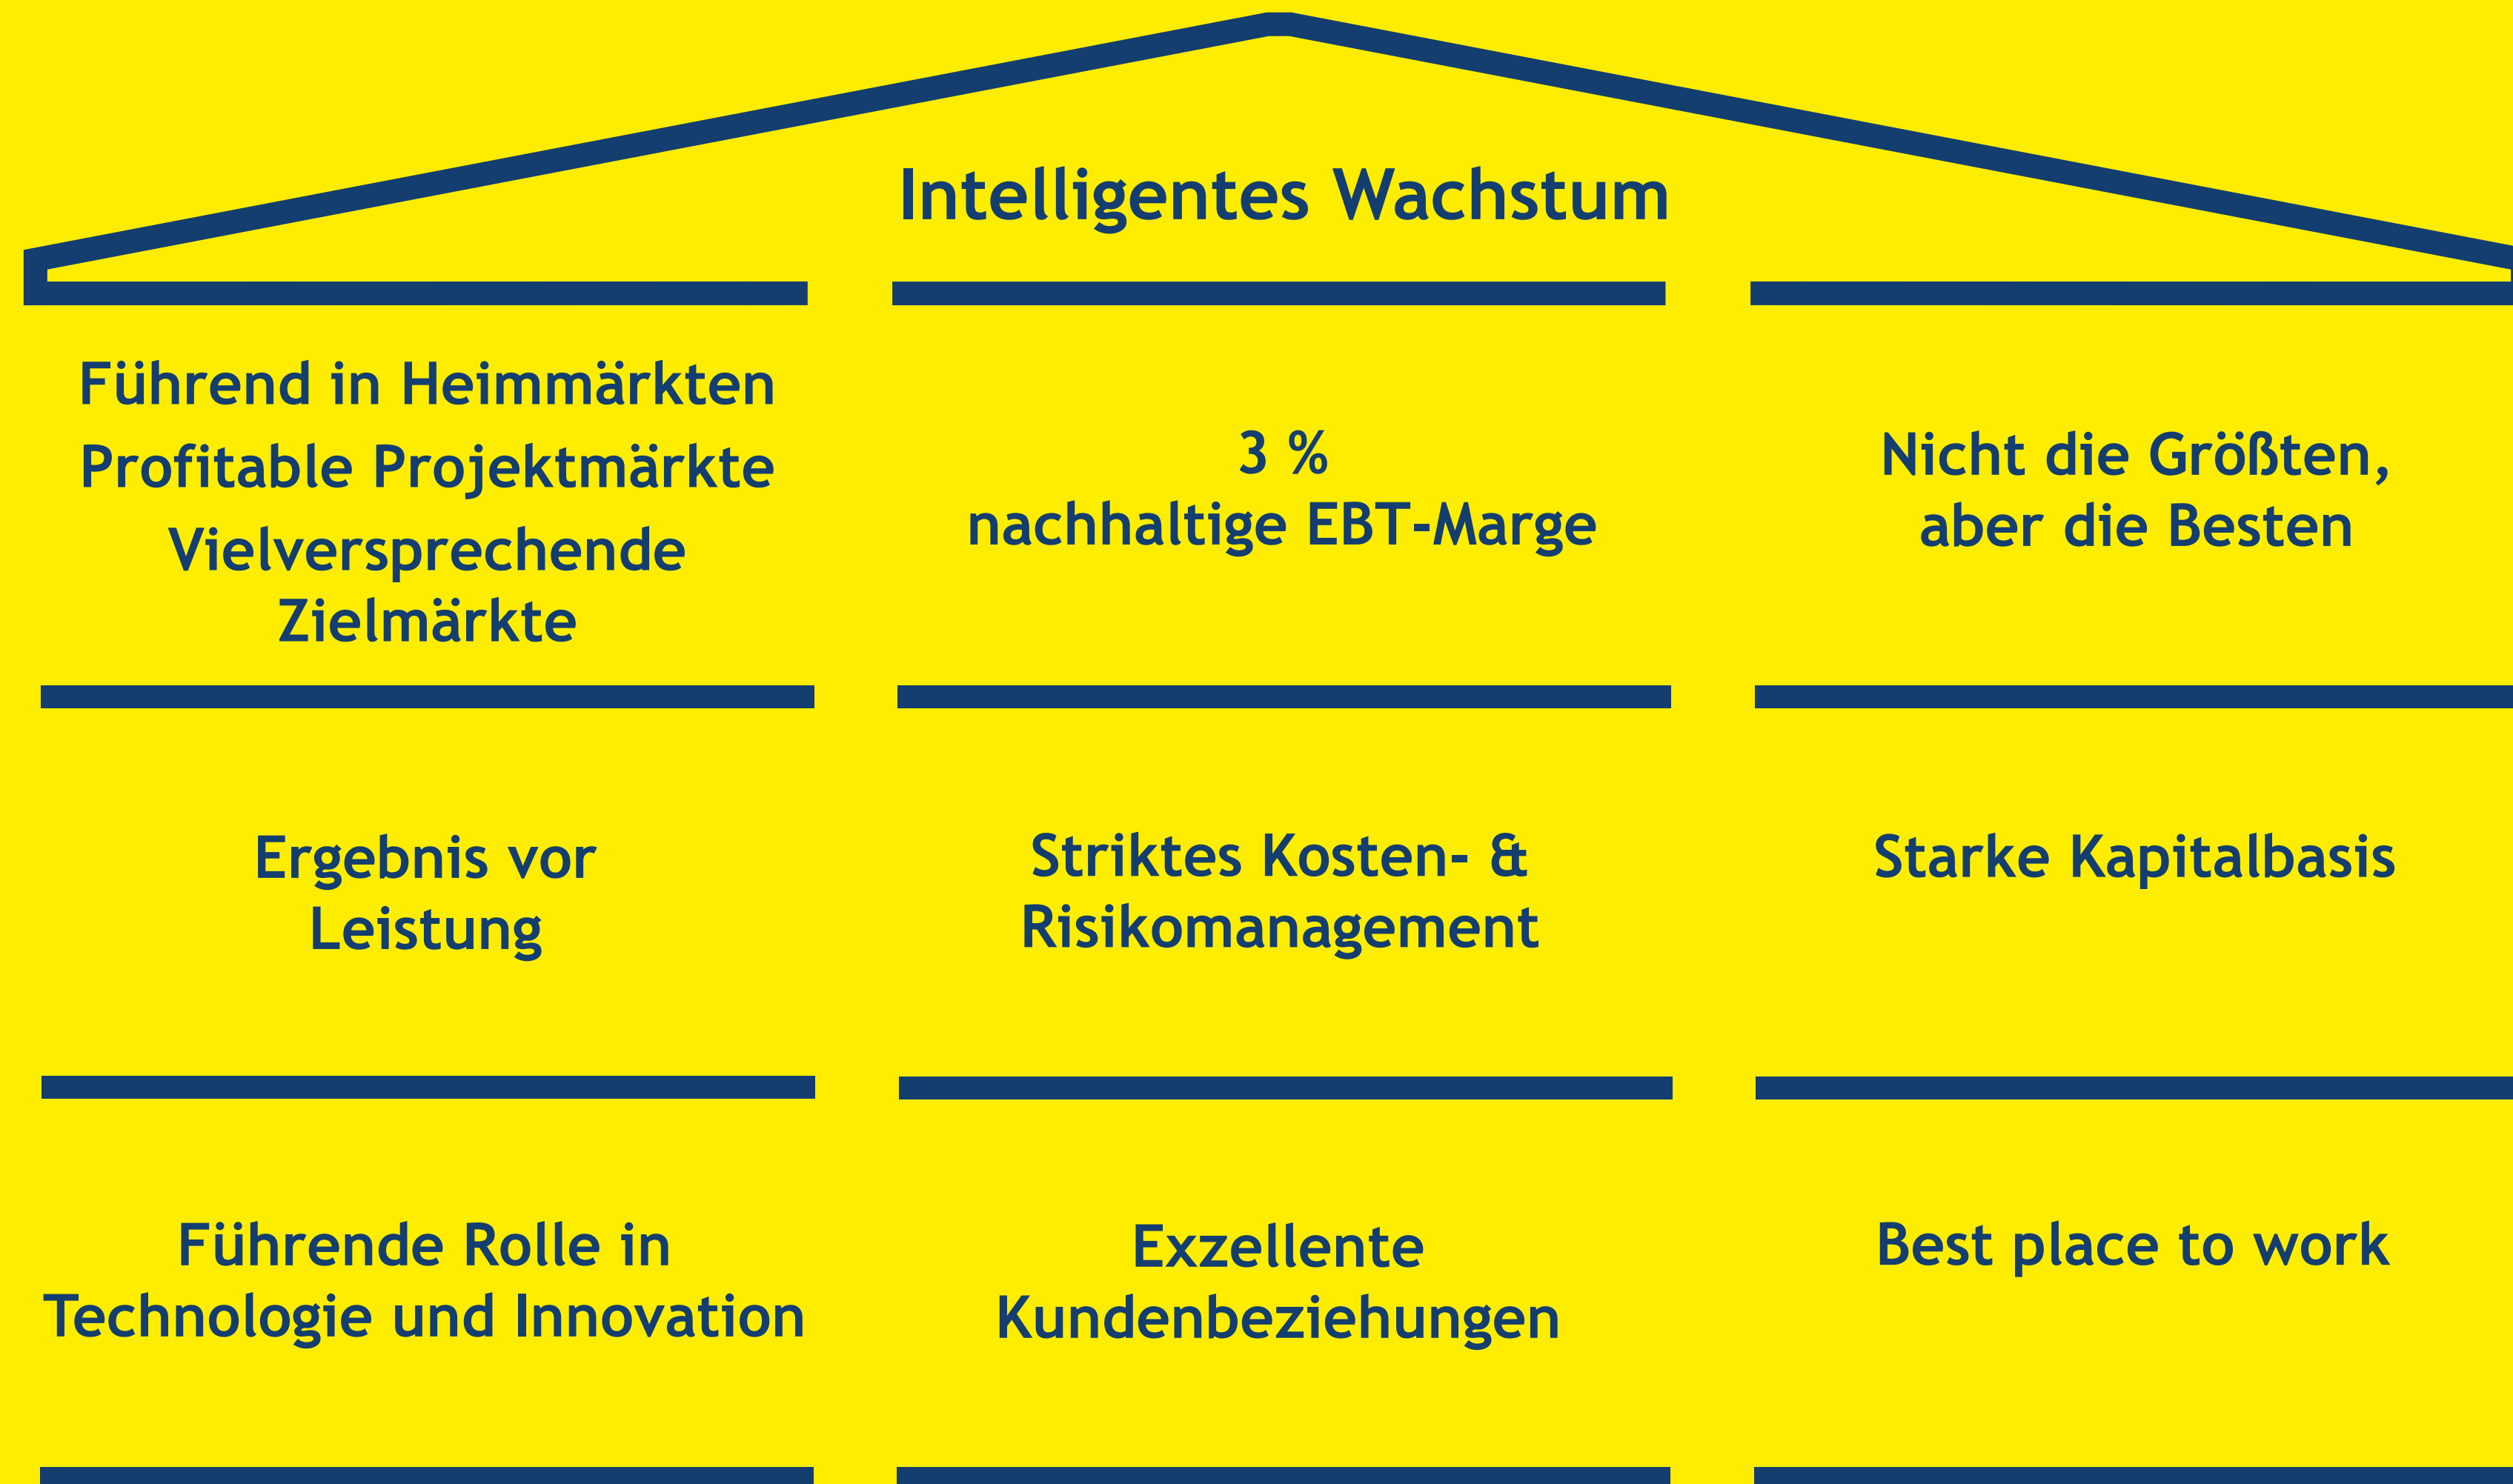 Intelligentes Wachstum
Führend in Heimmärkten
Profitable Projektmärkte
Vielversprechende
Zielmärkte
3 %
nachhaltige EBT-Marge
Nicht die Größten,
aber die Besten
Ergebnis vor
Leistung
Striktes Kosten- &
Risikomanagement
Starke Kapitalbasis
Führende Rolle in
Technologie und Innovation
Exzellente
Kundenbeziehungen
Best place to work